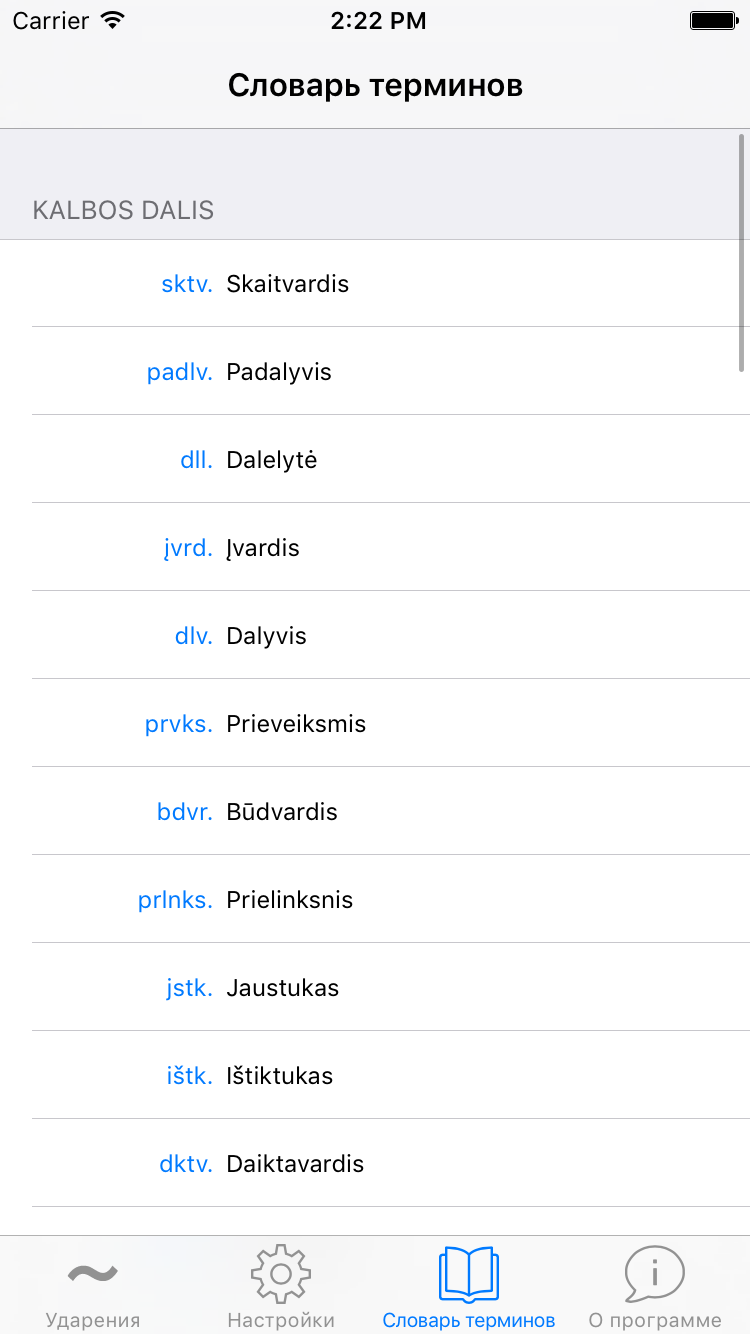 Carrier 2:22 PM
Словарь терминов
KALBOS DALIS
sktv. Skaitvardis
padlv. Padalyvis
dll. Dalelytė
įvrd. Įvardis
dlv. Dalyvis
prvks. Prieveiksmis
bdvr. Būdvardis
prlnks. Prielinksnis
jstk. Jaustukas
ištk. Ištiktukas
dktv. Daiktavardis
Ударения Настройки Словарь терминов О программе